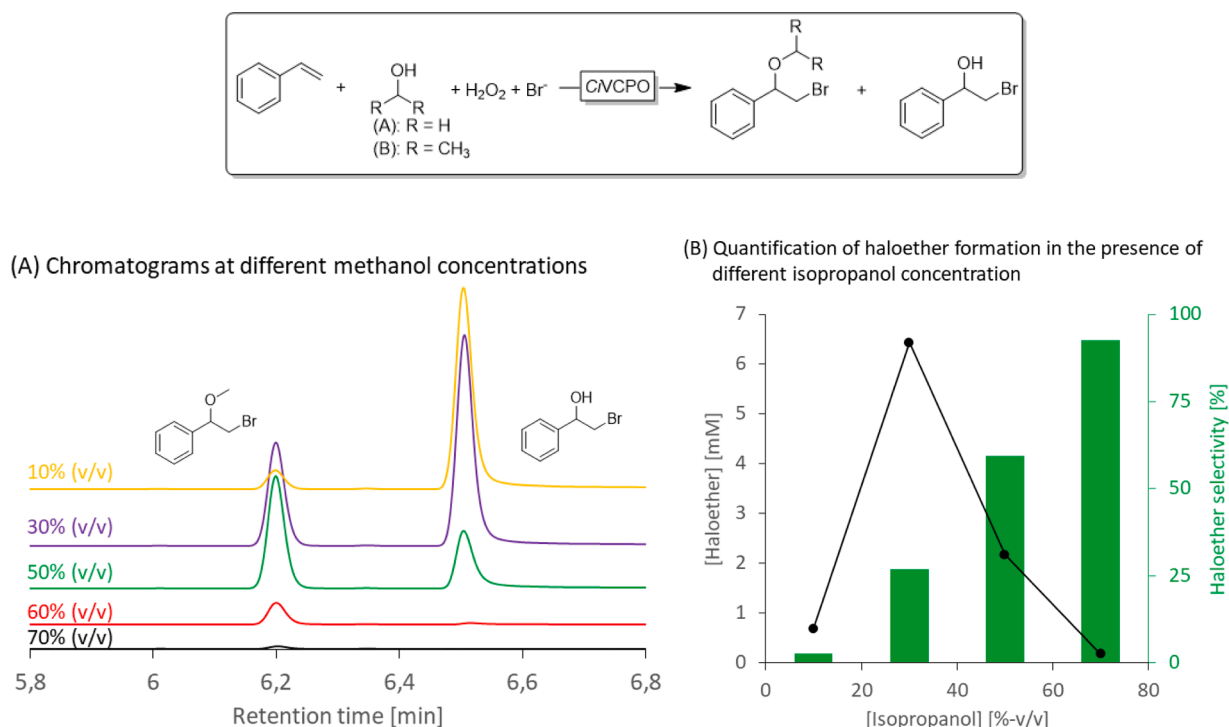 OH
+
R R
(A): R = H
(B): R = CH₃
+ H₂O₂ + Br⁻
CiVCPO
R
O R
Br
+
OH
Br
(A) Chromatograms at different methanol concentrations
O
Br
OH
Br
10% (v/v)
30% (v/v)
50% (v/v)
60% (v/v)
70% (v/v)
5,8 6 6,2 6,4 6,6 6,8
Retention time [min]
(B) Quantification of haloether formation in the presence of
different isopropanol concentration
7
6
5
4
3
2
1
0
[Haloether] [mM]
100
75
50
25
0
Haloether selectivity [%]
0 20 40 60 80
[Isopropanol] [%-v/v]